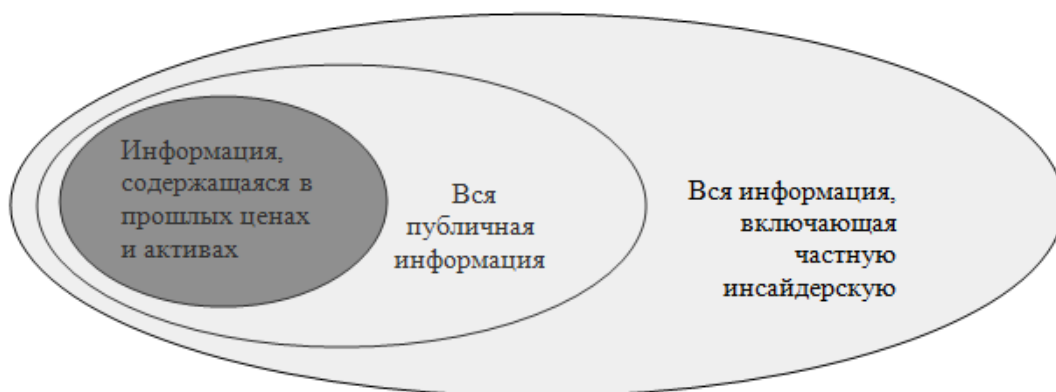 Информация,
содержащаяся в
прошлых ценах
и активах
Вся
публичная
информация
Вся информация,
включающая
частную
инсайдерскую